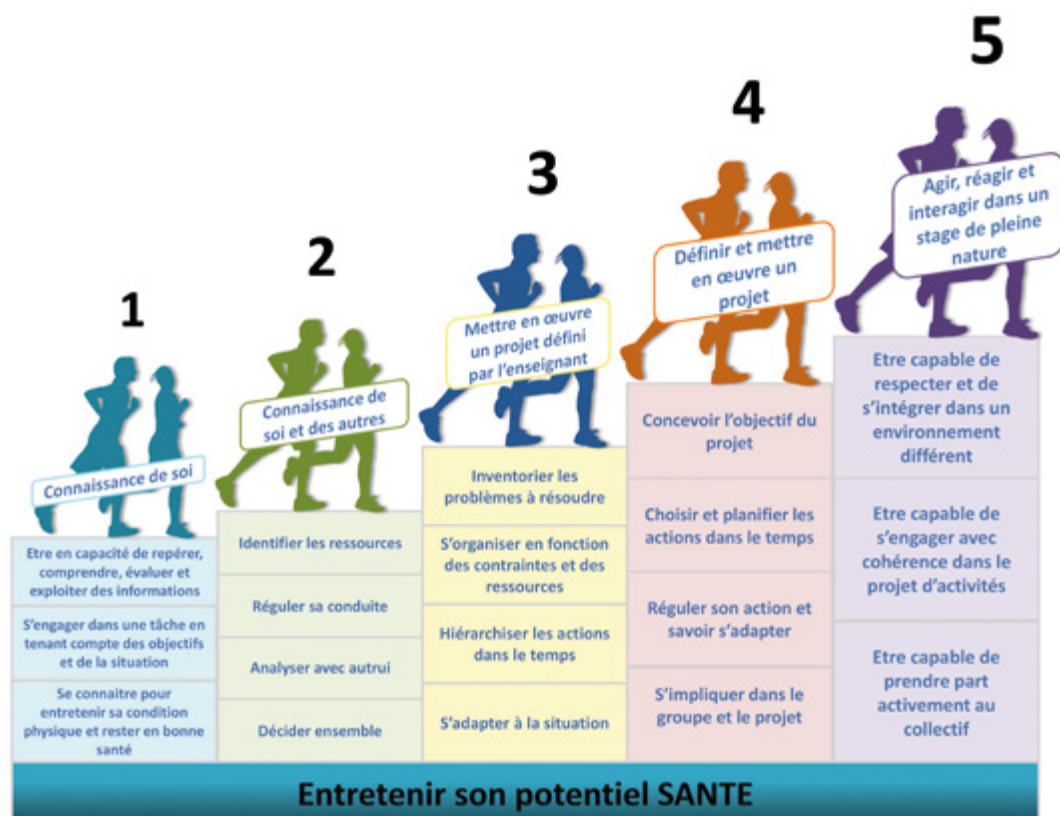 1
Connaissance de soi
Etre en capacité de repérer,
comprendre, évaluer et
exploiter des informations
S'engager dans une tâche en
tenant compte des objectifs
et de la situation
Se connaitre pour
entretenir sa condition
physique et rester en bonne
santé
2
Connaissance de
soi et des autres
Identifier les ressources
Réguler sa conduite
Analyser avec autrui
Décider ensemble
3
Mettre en œuvre
un projet défini
par l'enseignant
Inventorier les
problèmes à résoudre
S'organiser en fonction
des contraintes et des
ressources
Hiérarchiser les actions
dans le temps
S'adapter à la situation
4
Définir et mettre
en œuvre un
projet
Concevoir l'objectif du
projet
Choisir et planifier les
actions dans le temps
Réguler son action et
savoir s'adapter
S'impliquer dans le
groupe et le projet
5
Agir, réagir et
interagir dans un
stage de pleine
nature
Etre capable de
respecter et de
s'intégrer dans un
environnement
différent
Etre capable de
s'engager avec
cohérence dans le
projet d'activités
Etre capable de
prendre part
activement au
collectif
Entretenir son potentiel SANTE